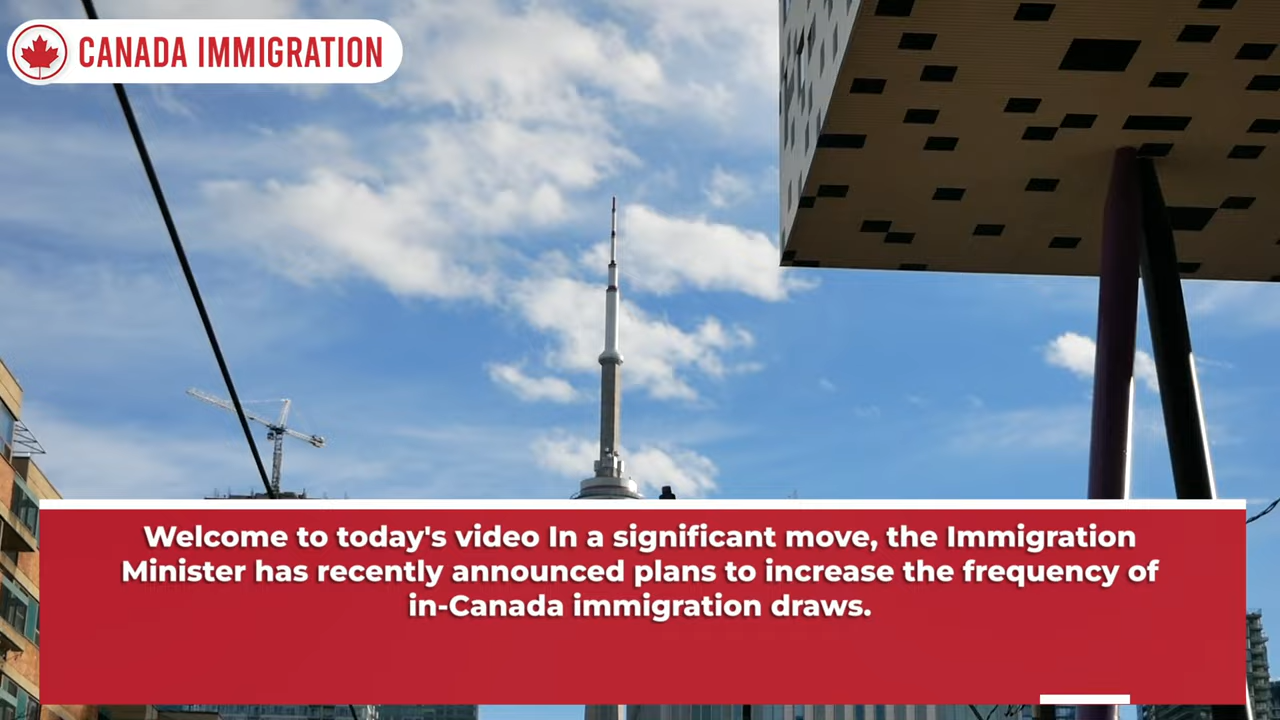 CANADA IMMIGRATION
Welcome to today's video In a significant move, the Immigration
Minister has recently announced plans to increase the frequency of
in-Canada immigration draws.